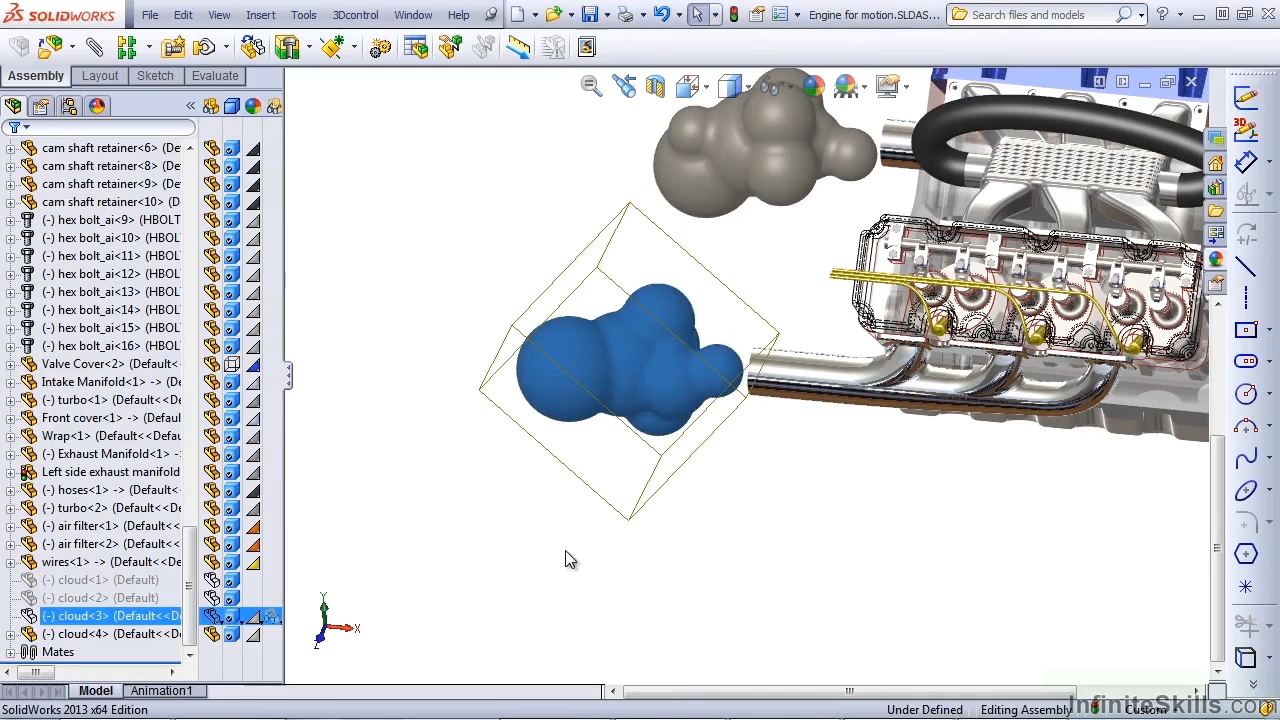 SOLIDWORKS File Edit View Insert Tools 3Dcontrol Window Help Engine for motion.SLDAS... Search files and models
Assembly Layout Sketch Evaluate
cam shaft retainer<6> (De
cam shaft retainer<8> (De
cam shaft retainer<9> (De
cam shaft retainer<10> (D
(-) hex bolt_ai<9> (HBOLT
(-) hex bolt_ai<10> (HBOL
(-) hex bolt_ai<11> (HBOL
(-) hex bolt_ai<12> (HBOL
(-) hex bolt_ai<13> (HBOL
(-) hex bolt_ai<14> (HBOL
(-) hex bolt_ai<15> (HBOL
(-) hex bolt_ai<16> (HBOL
Valve Cover<2> (Default<
Intake Manifold<1> -> (D
(-) turbo<1> (Default<<D
Front cover<1> (Default<
Wrap<1> (Default<<Defau
(-) Exhaust Manifold<1> ->
Left side exhaust manifold
(-) hoses<1> -> (Default<
(-) turbo<2> (Default<<D
(-) air filter<1> (Default<<
(-) air filter<2> (Default<<
wires<1> -> (Default<<De
(-) cloud<1> (Default)
(-) cloud<2> (Default)
(-) cloud<3> (Default<<De
(-) cloud<4> (Default<<De
Mates
Y
X
Z
Model Animation1
SolidWorks 2013 x64 Edition Under Defined Editing Assembly Custom
InfiniteSkills.com